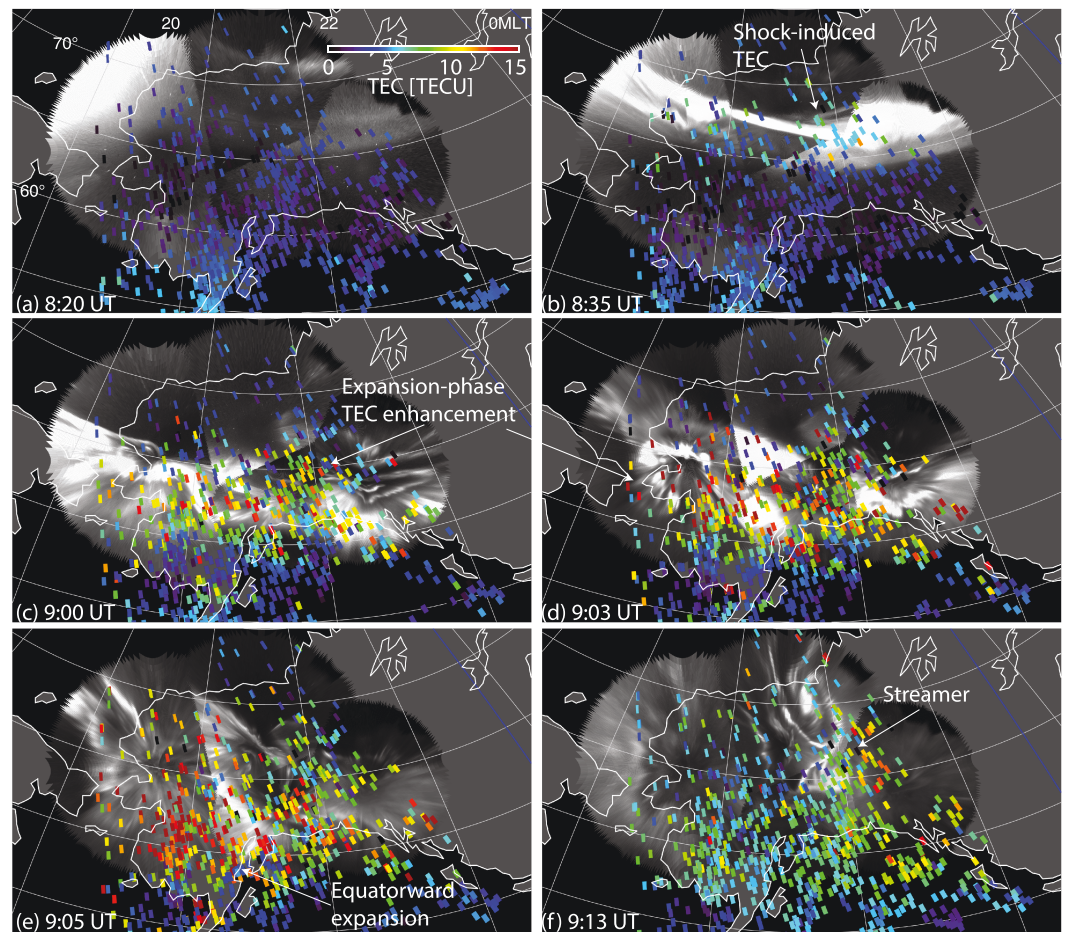 20
22
0MLT
70°
0
5
10
15
TEC [TECU]
60°
(a) 8:20 UT
Shock-induced
TEC
(b) 8:35 UT
Expansion-phase
TEC enhancement
(c) 9:00 UT
(d) 9:03 UT
Equatorward
expansion
(e) 9:05 UT
Streamer
(f) 9:13 UT